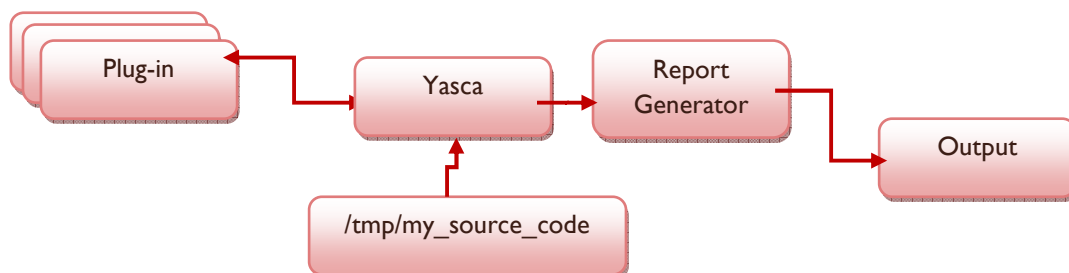 Plug-in
Yasca
Report
Generator
Output
/tmp/my_source_code